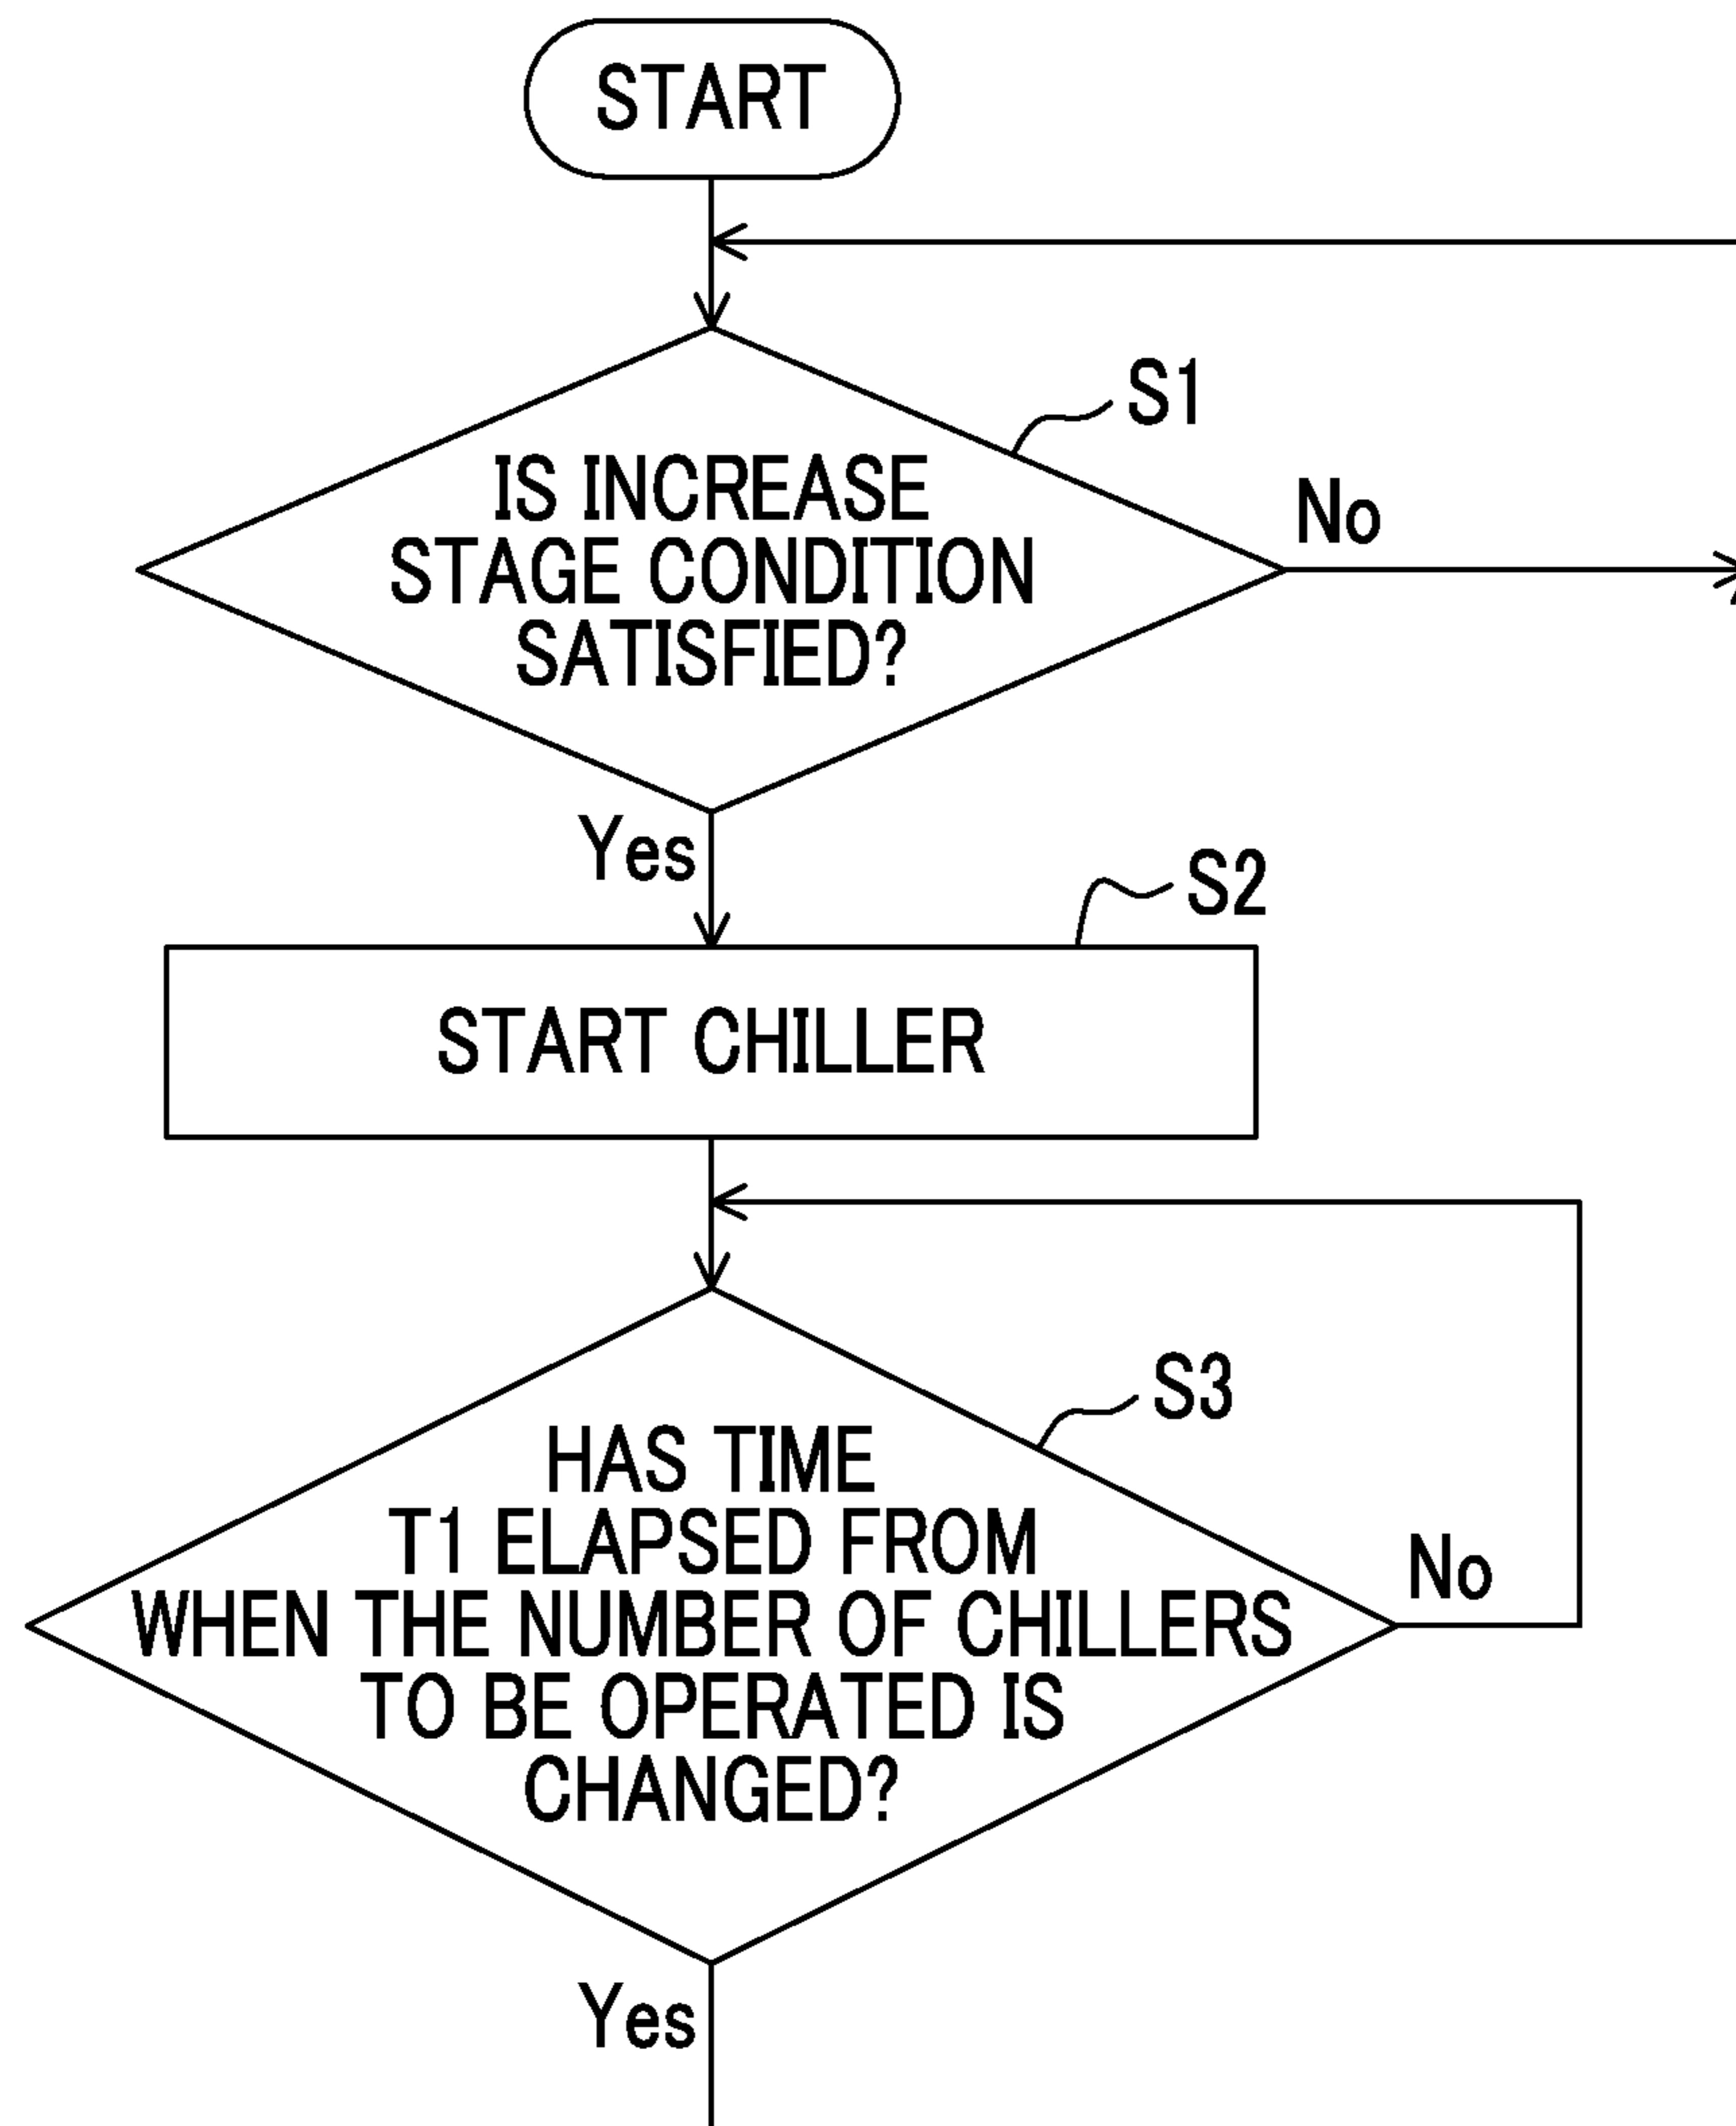 START
S1
IS INCREASE
STAGE CONDITION
SATISFIED?
No
Yes
S2
START CHILLER
S3
HAS TIME
T1 ELAPSED FROM
WHEN THE NUMBER OF CHILLERS
TO BE OPERATED IS
CHANGED?
No
Yes